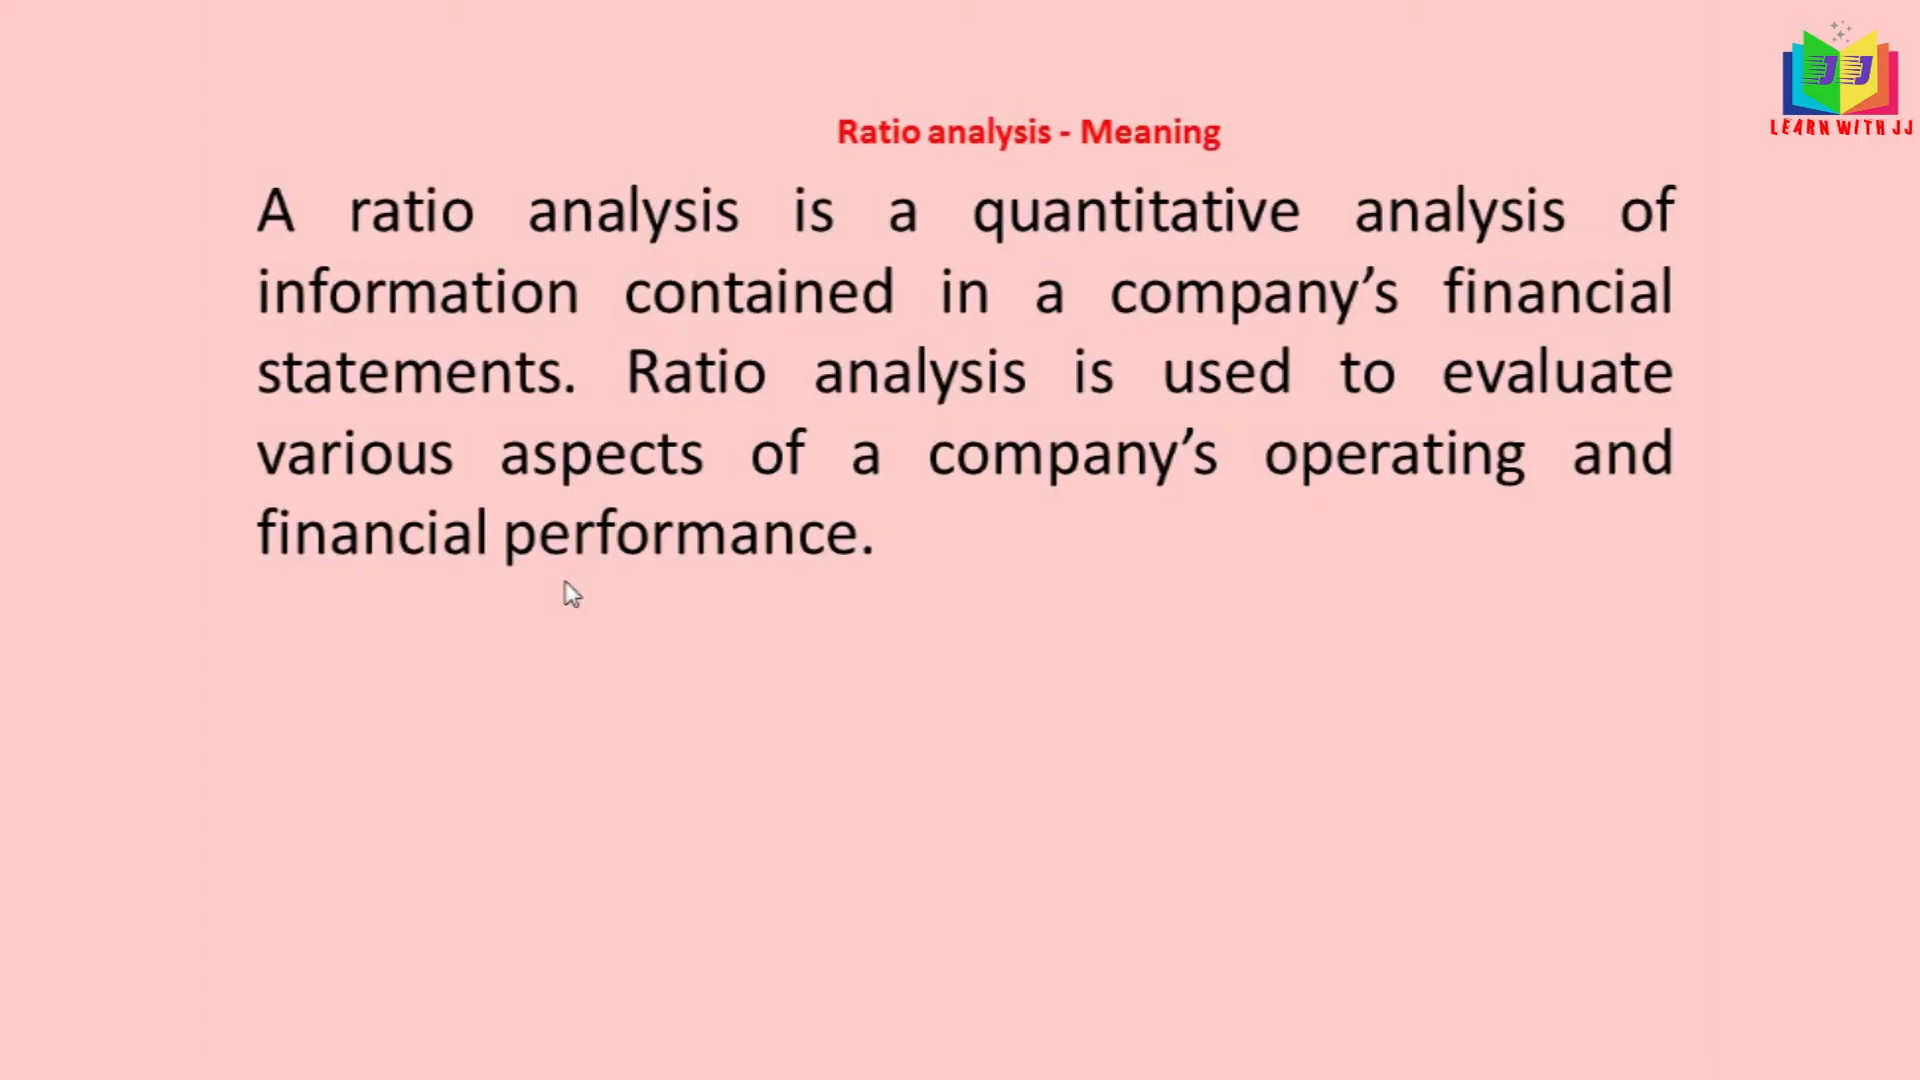 Ratio analysis - Meaning
A ratio analysis is a quantitative analysis of
information contained in a company’s financial
statements. Ratio analysis is used to evaluate
various aspects of a company’s operating and
financial performance.
JJ
LEARN WITH JJ